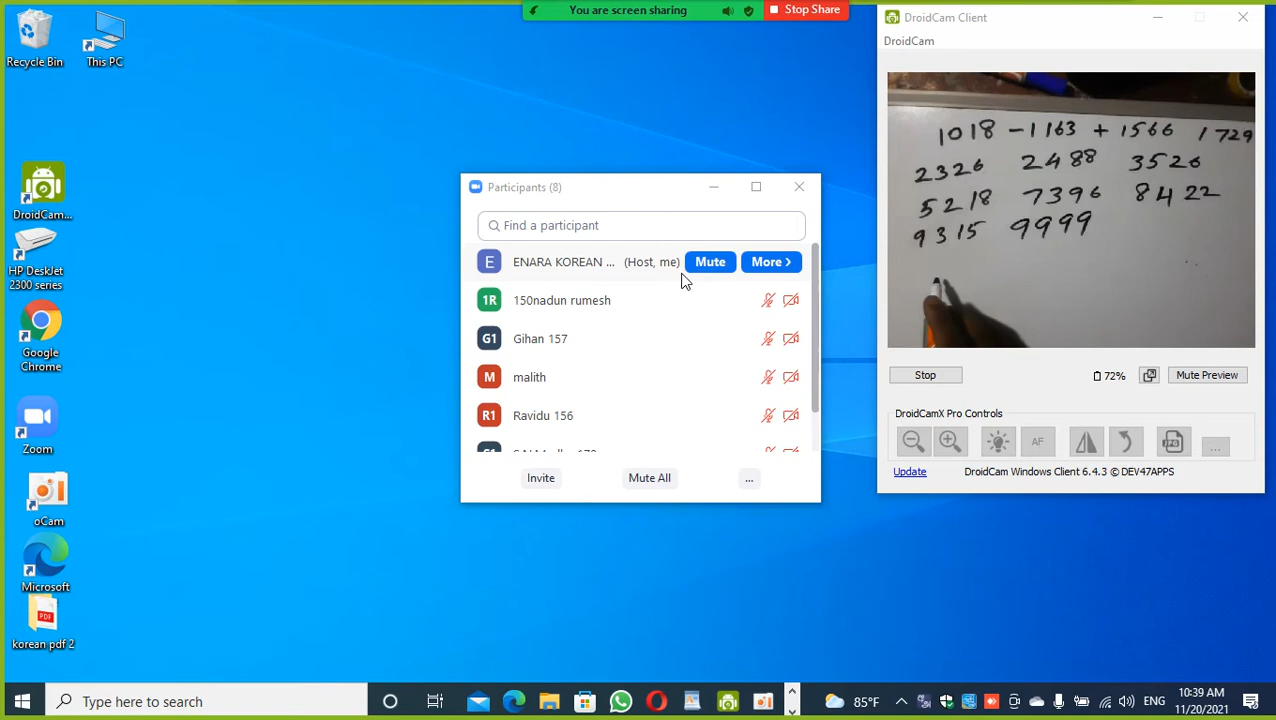 You are screen sharing
Stop Share
Recycle Bin
This PC
DroidCam...
HP DeskJet
2300 series
Google
Chrome
Zoom
oCam
Microsoft
korean pdf 2
Participants (8)
Find a participant
E ENARA KOREAN ... (Host, me) Mute More
1R 150nadun rumesh
G1 Gihan 157
M malith
R1 Ravidu 156
Invite Mute All ...
DroidCam Client
DroidCam
1018 - 1163 + 1566 1729
2326 2488 3526
5218 7396 8422
9315 9999
Stop 72% Mute Preview
DroidCamX Pro Controls
AF JPG ...
Update DroidCam Windows Client 6.4.3 © DEV47APPS
Type here to search
85°F ENG
10:39 AM
11/20/2021